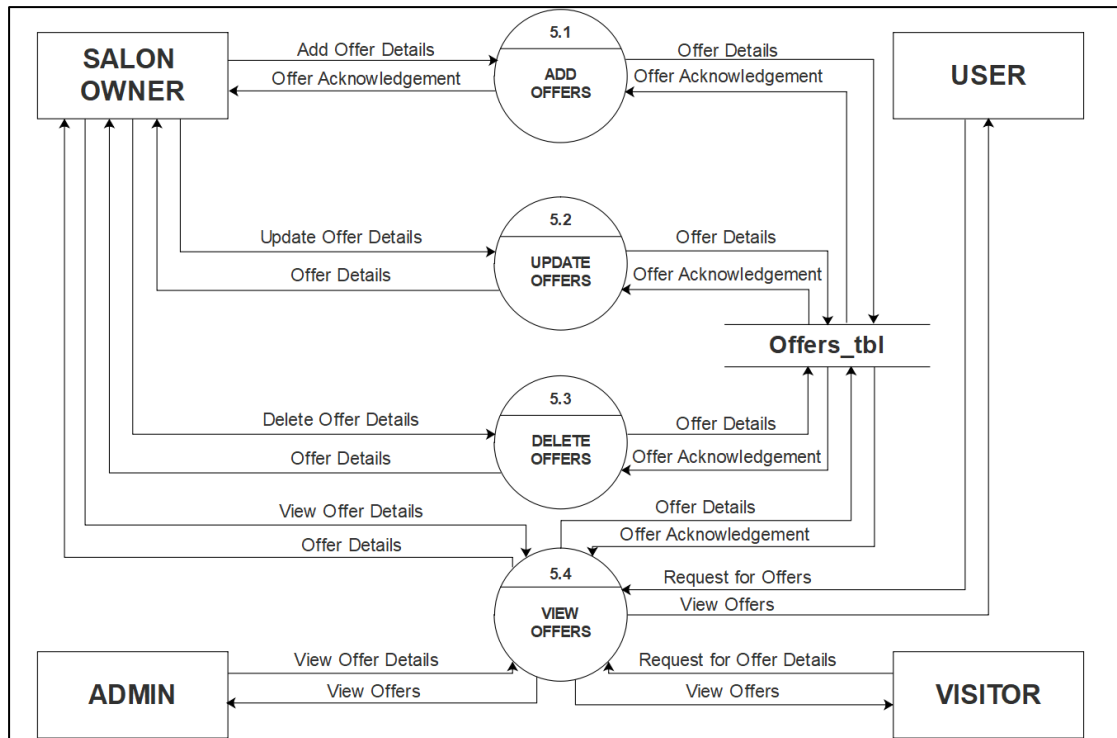 SALON
OWNER
Add Offer Details
Offer Acknowledgement
5.1
ADD
OFFERS
Offer Details
Offer Acknowledgement
USER
Update Offer Details
Offer Details
5.2
UPDATE
OFFERS
Offer Details
Offer Acknowledgement
Offers_tbl
Delete Offer Details
Offer Details
5.3
DELETE
OFFERS
Offer Details
Offer Acknowledgement
View Offer Details
Offer Details
Offer Details
Offer Acknowledgement
5.4
VIEW
OFFERS
Request for Offers
View Offers
ADMIN
View Offer Details
View Offers
Request for Offer Details
View Offers
VISITOR